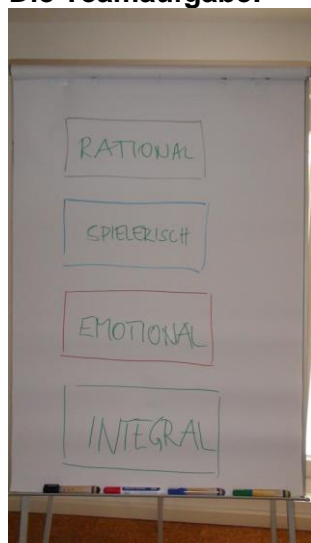 Die Teamaufgabe:
RATIONAL
SPIELERISCH
EMOTIONAL
INTEGRAL